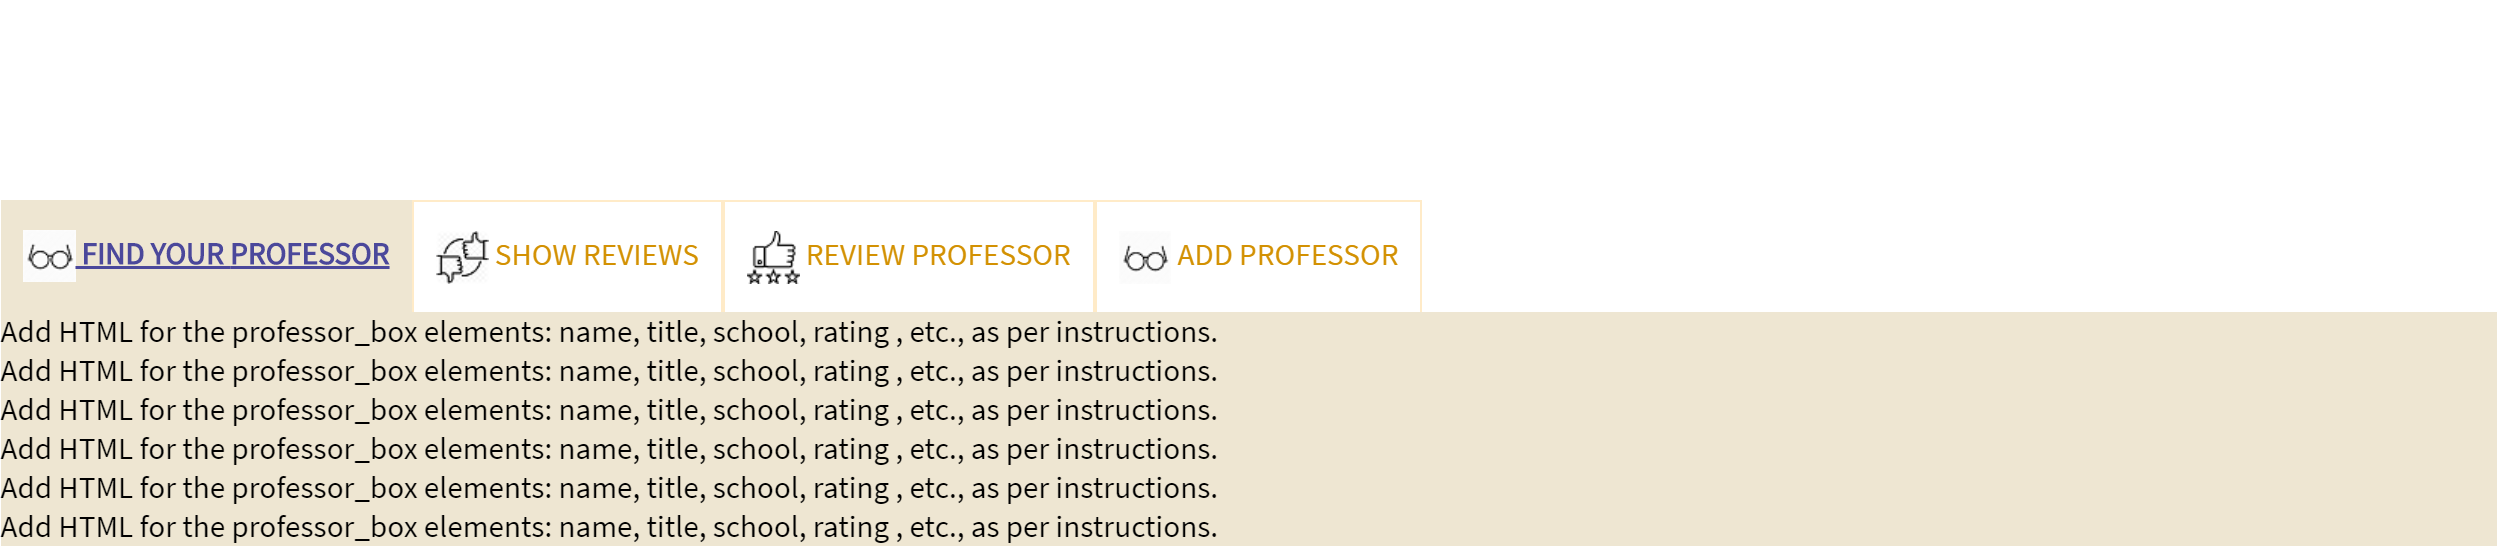 FIND YOUR PROFESSOR SHOW REVIEWS REVIEW PROFESSOR ADD PROFESSOR
Add HTML for the professor_box elements: name, title, school, rating , etc., as per instructions.
Add HTML for the professor_box elements: name, title, school, rating , etc., as per instructions.
Add HTML for the professor_box elements: name, title, school, rating , etc., as per instructions.
Add HTML for the professor_box elements: name, title, school, rating , etc., as per instructions.
Add HTML for the professor_box elements: name, title, school, rating , etc., as per instructions.
Add HTML for the professor_box elements: name, title, school, rating , etc., as per instructions.